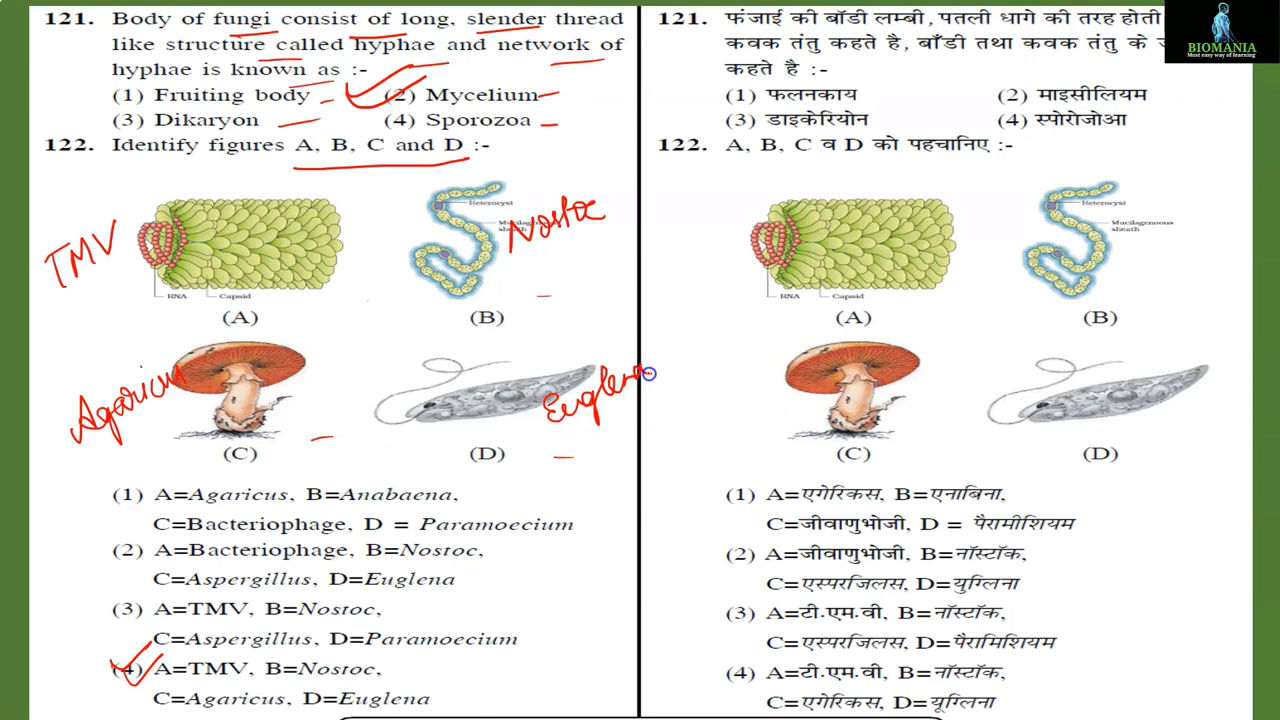 121. Body of fungi consist of long, slender thread
like structure called hyphae and network of
hyphae is known as :-
(1) Fruiting body (2) Mycelium
(3) Dikaryon (4) Sporozoa
122. Identify figures A, B, C and D :-
TMV
RNA Capsid
(A)
Heterocyst
sheath
Nostoc
(B)
Agaricus
(C)
Euglena
(D)
(1) A=Agaricus, B=Anabaena,
C=Bacteriophage, D = Paramoecium
(2) A=Bacteriophage, B=Nostoc,
C=Aspergillus, D=Euglena
(3) A=TMV, B=Nostoc,
C=Aspergillus, D=Paramoecium
(4) A=TMV, B=Nostoc,
C=Agaricus, D=Euglena
121. फंजाई की बॉडी लम्बी, पतली धागे की तरह होती
कवक तंतु कहते है, बाँडी तथा कवक तंतु के
कहते है :-
(1) फलनकाय (2) माइसीलियम
(3) डाइकेरियोन (4) स्पोरोजोआ
122. A, B, C व D को पहचानिए :-
RNA Capsid
(A)
Heterocyst
Mucilagenous
sheath
(B)
(C)
(D)
(1) A=एगेरिकस, B=एनाबिना,
C=जीवाणुभोजी, D = पैरामीशियम
(2) A=जीवाणुभोजी, B=नॉस्टॉक,
C=एस्परजिलस, D=युग्लिना
(3) A=टी.एम.वी, B=नॉस्टॉक,
C=एस्परजिलस, D=पैरामिशियम
(4) A=टी.एम.वी, B=नॉस्टॉक,
C=एगेरिकस, D=यूग्लिना
BIOMANIA
Most easy way of learning